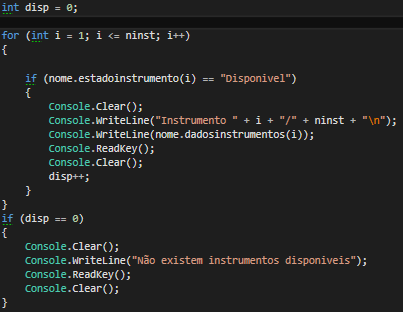 int disp = 0;
for (int i = 1; i <= ninst; i++)
{
if (nome.estadoinstrumento(i) == "Disponivel")
{
Console.Clear();
Console.WriteLine("Instrumento " + i + "/" + ninst + "\n");
Console.WriteLine(nome.dadosinstrumentos(i));
Console.ReadKey();
Console.Clear();
disp++;
}
}
if (disp == 0)
{
Console.Clear();
Console.WriteLine("Não existem instrumentos disponiveis");
Console.ReadKey();
Console.Clear();
}